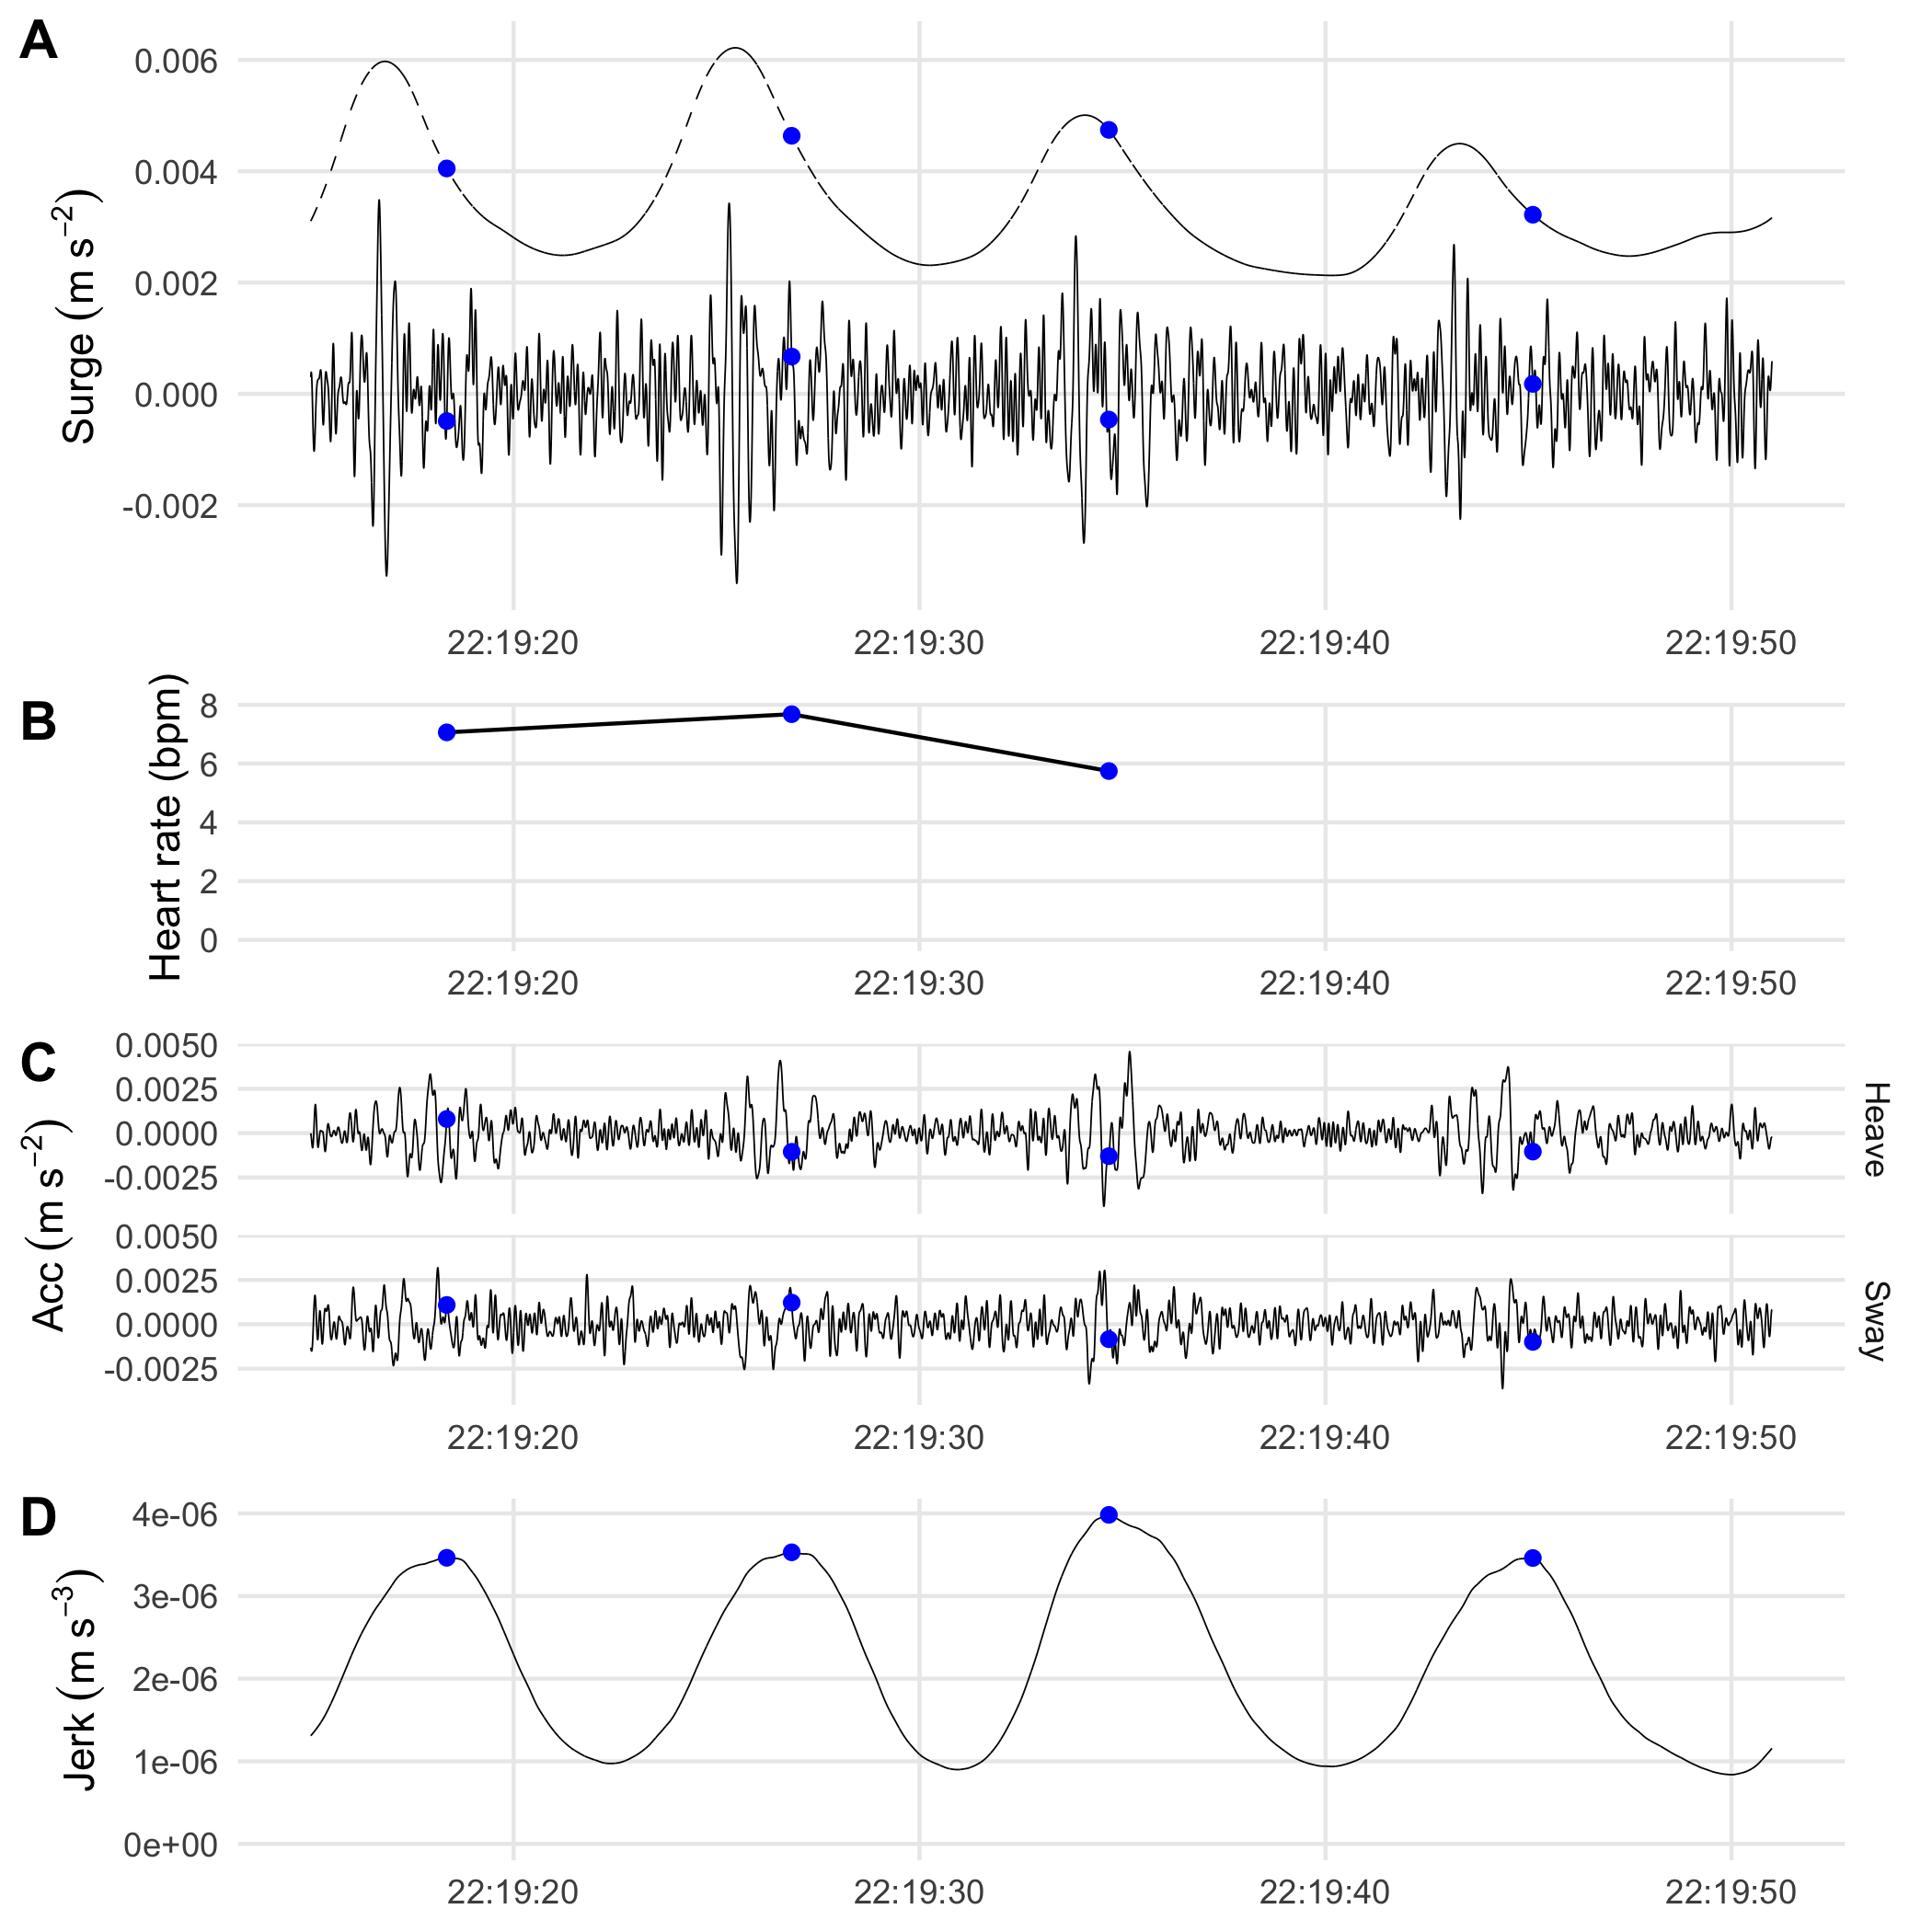 A
Surge (m s⁻²)
0.006
0.004
0.002
0.000
-0.002
22:19:20 22:19:30 22:19:40 22:19:50
B
Heart rate (bpm)
8
6
4
2
0
22:19:20 22:19:30 22:19:40 22:19:50
C
Acc (m s⁻²)
0.0050
0.0025
0.0000
-0.0025
Heave
0.0050
0.0025
0.0000
-0.0025
Sway
22:19:20 22:19:30 22:19:40 22:19:50
D
Jerk (m s⁻³)
4e-06
3e-06
2e-06
1e-06
0e+00
22:19:20 22:19:30 22:19:40 22:19:50